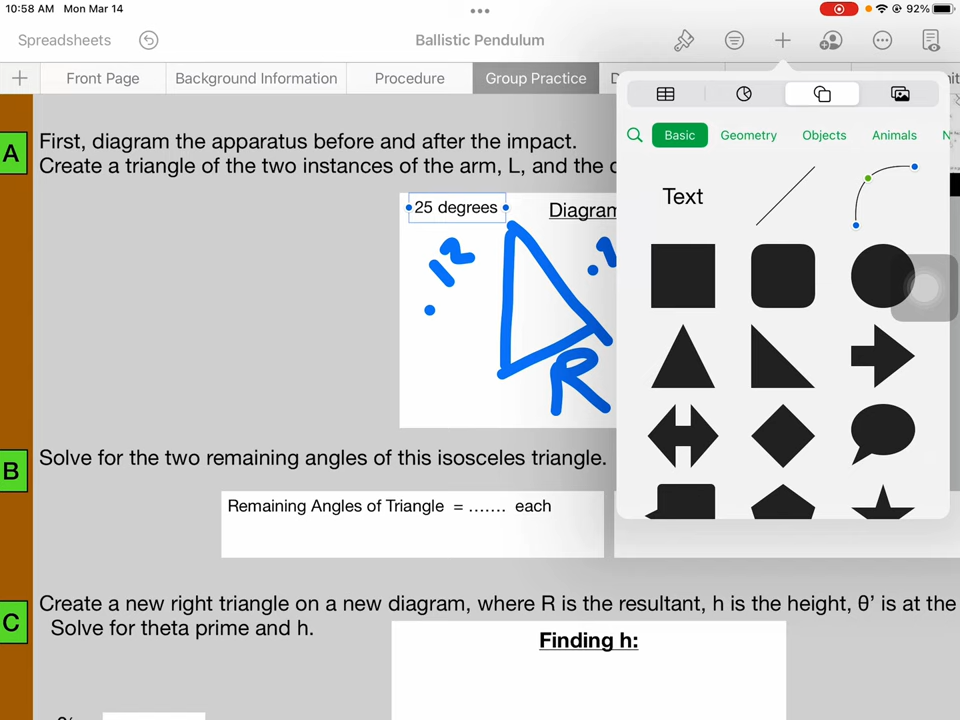 10:58 AM Mon Mar 14
92%
Spreadsheets
Ballistic Pendulum
Front Page
Background Information
Procedure
Group Practice
A
First, diagram the apparatus before and after the impact.
Create a triangle of the two instances of the arm, L, and the
25 degrees
.12
R
Basic
Geometry
Objects
Animals
Text
B
Solve for the two remaining angles of this isosceles triangle.
Remaining Angles of Triangle = ....... each
C
Create a new right triangle on a new diagram, where R is the resultant, h is the height, θ’ is at the
Solve for theta prime and h.
Finding h: